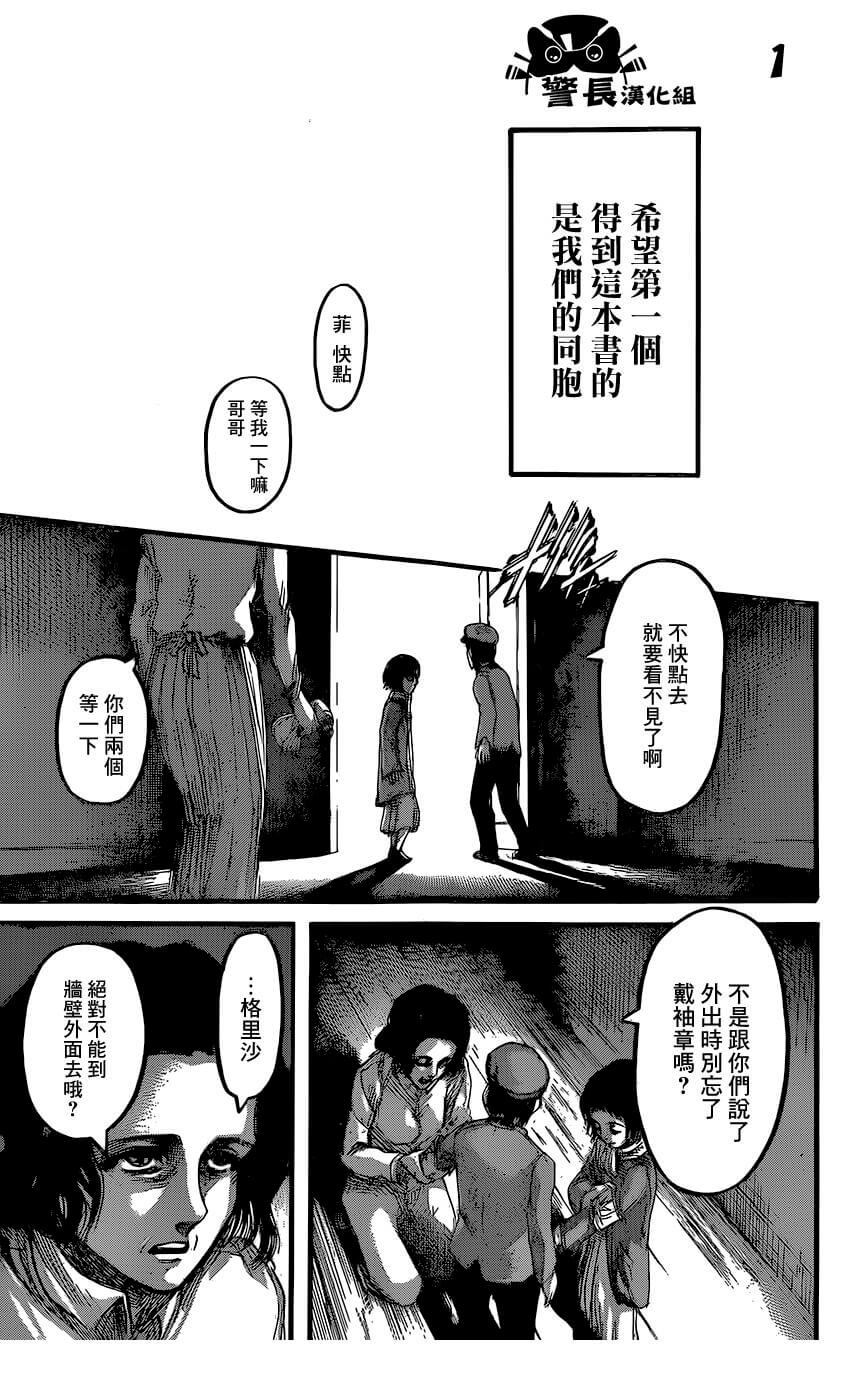 1
警長漢化組
希望第一個
得到這本書的
是我們的同胞
菲 快點
等我一下嘛
哥哥
不快點去
就要看不見了啊
你們兩個
等一下
不是跟你們說了
外出時別忘了
戴袖章嗎？
…格里沙
絕對不能到
牆壁外面去哦？